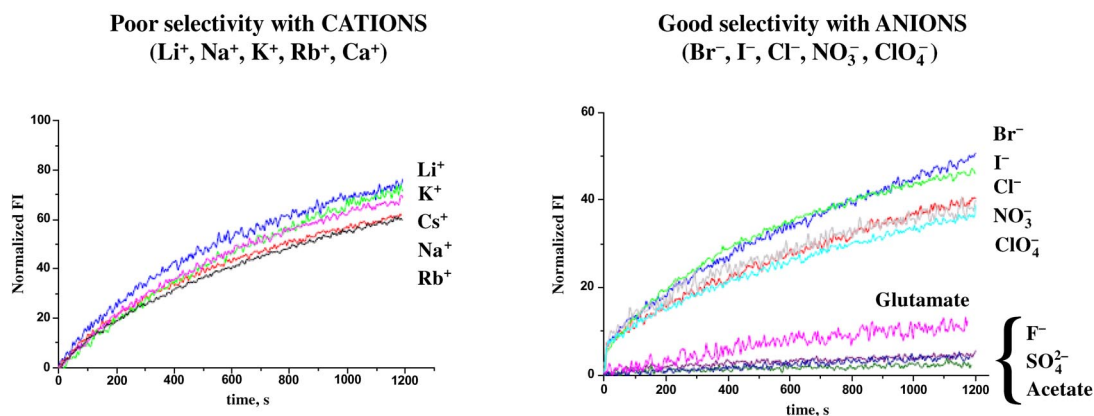 Poor selectivity with CATIONS
(Li⁺, Na⁺, K⁺, Rb⁺, Ca⁺)
100
80
60
40
20
0
Normalized FI
0 200 400 600 800 1000 1200
time, s
Li⁺
K⁺
Cs⁺
Na⁺
Rb⁺
Good selectivity with ANIONS
(Br⁻, I⁻, Cl⁻, NO₃⁻, ClO₄⁻)
60
40
20
0
Normalized FI
0 200 400 600 800 1000 1200
time, s
Br⁻
I⁻
Cl⁻
NO₃⁻
ClO₄⁻
Glutamate
F⁻
SO₄²⁻
Acetate